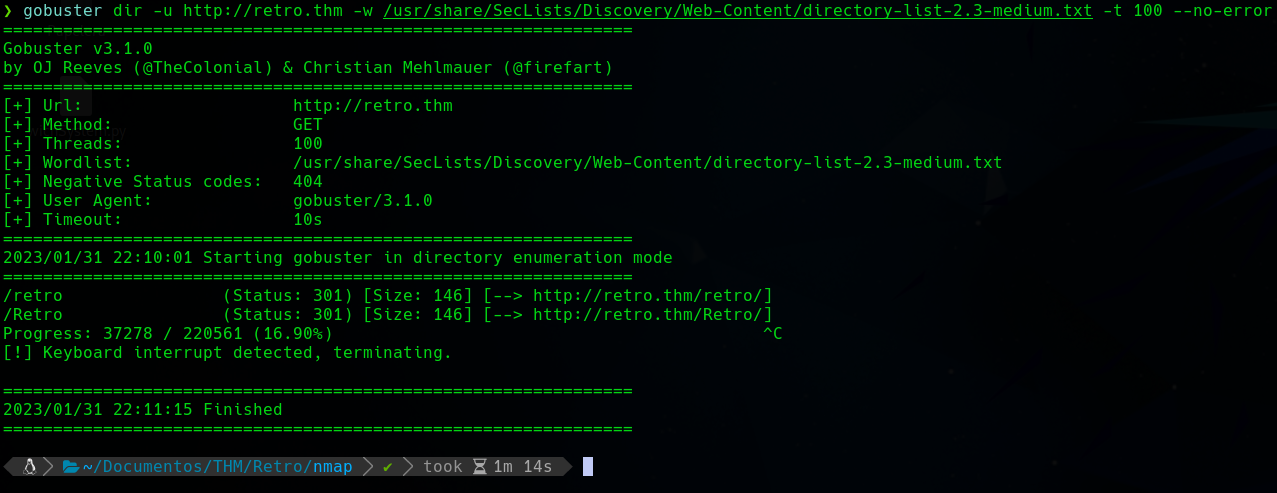 ❯ gobuster dir -u http://retro.thm -w /usr/share/SecLists/Discovery/Web-Content/directory-list-2.3-medium.txt -t 100 --no-error
===============================================================
Gobuster v3.1.0
by OJ Reeves (@TheColonial) & Christian Mehlmauer (@firefart)
===============================================================
[+] Url:                     http://retro.thm
[+] Method:                  GET
[+] Threads:                 100
[+] Wordlist:                /usr/share/SecLists/Discovery/Web-Content/directory-list-2.3-medium.txt
[+] Negative Status codes:   404
[+] User Agent:              gobuster/3.1.0
[+] Timeout:                 10s
===============================================================
2023/01/31 22:10:01 Starting gobuster in directory enumeration mode
===============================================================
/retro                (Status: 301) [Size: 146] [--> http://retro.thm/retro/]
/Retro                (Status: 301) [Size: 146] [--> http://retro.thm/Retro/]
Progress: 37278 / 220561 (16.90%)                                           ^C
[!] Keyboard interrupt detected, terminating.
===============================================================
2023/01/31 22:11:15 Finished
===============================================================
~/Documentos/THM/Retro/nmap ✔ took 1m 14s